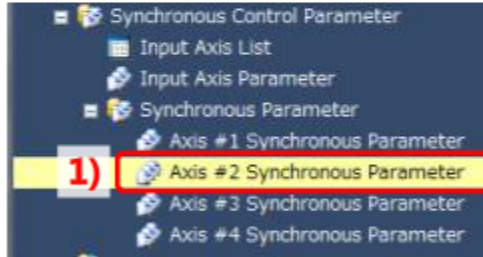 Synchronous Control Parameter
Input Axis List
Input Axis Parameter
Synchronous Parameter
Axis #1 Synchronous Parameter
1) Axis #2 Synchronous Parameter
Axis #3 Synchronous Parameter
Axis #4 Synchronous Parameter